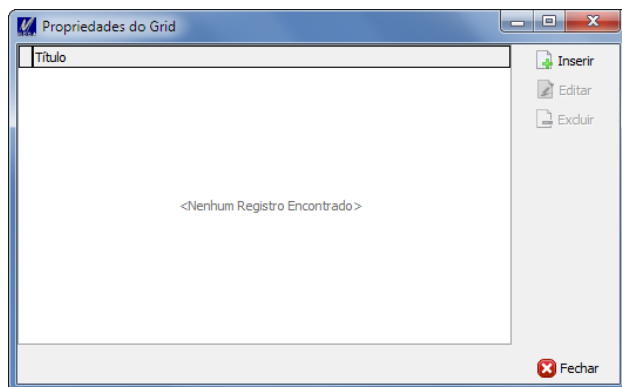 Propriedades do Grid
Título
Inserir
Editar
Excluir
<Nenhum Registro Encontrado>
Fechar